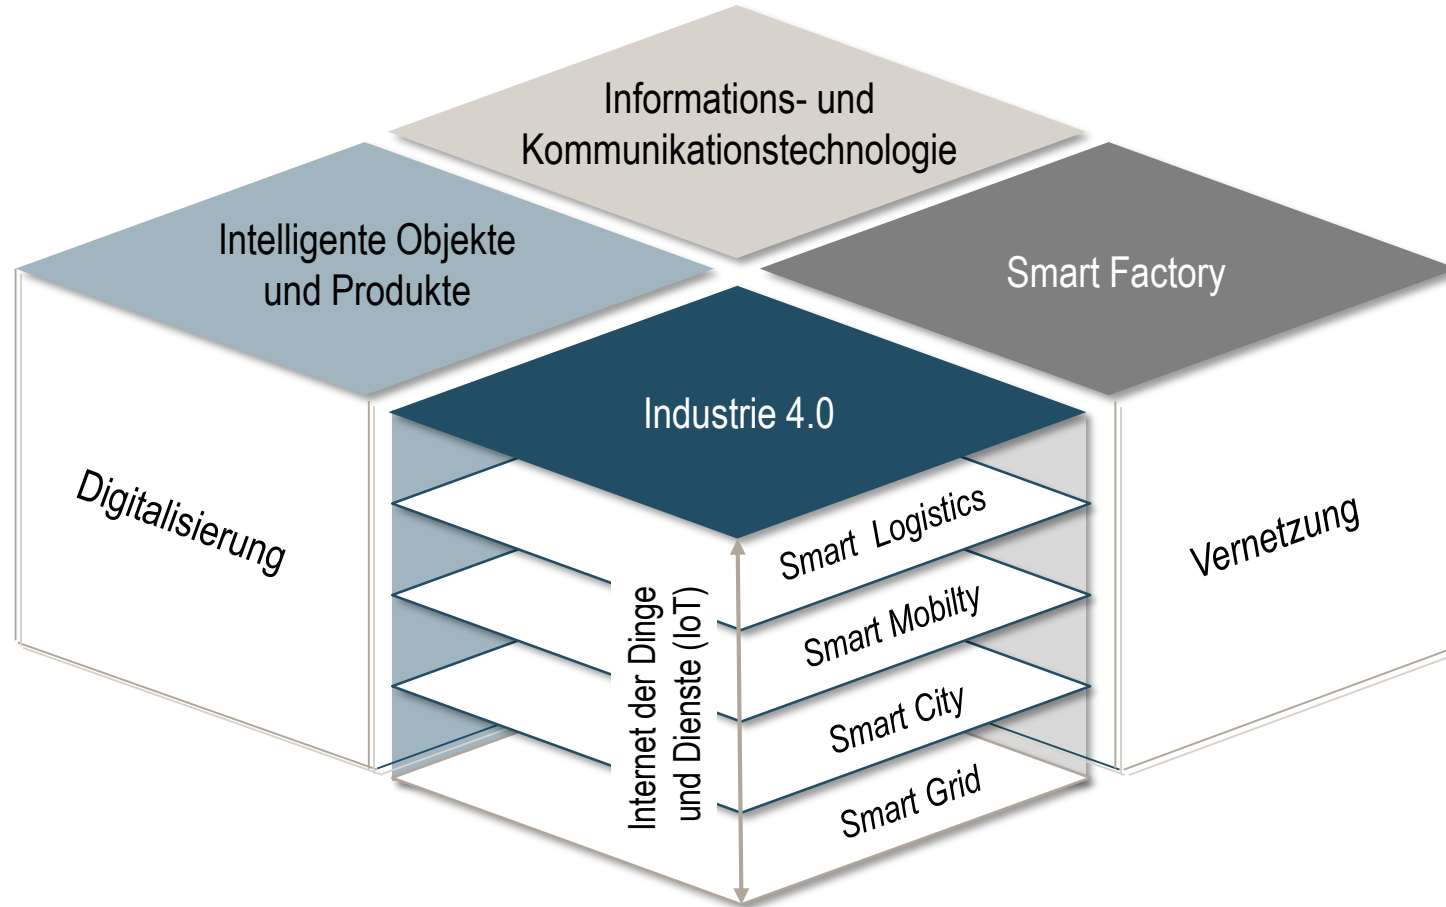 Informations- und
Kommunikationstechnologie
Intelligente Objekte
und Produkte
Smart Factory
Industrie 4.0
Digitalisierung
Vernetzung
Internet der Dinge
und Dienste (IoT)
Smart Logistics
Smart Mobilty
Smart City
Smart Grid